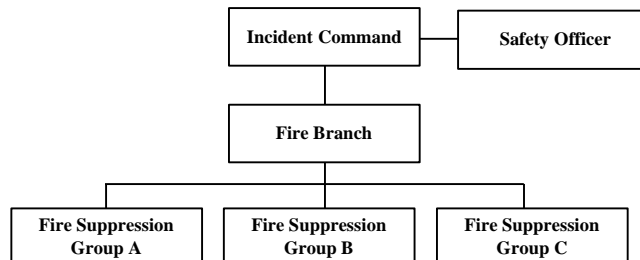 Incident Command
Safety Officer
Fire Branch
Fire Suppression
Group A
Fire Suppression
Group B
Fire Suppression
Group C